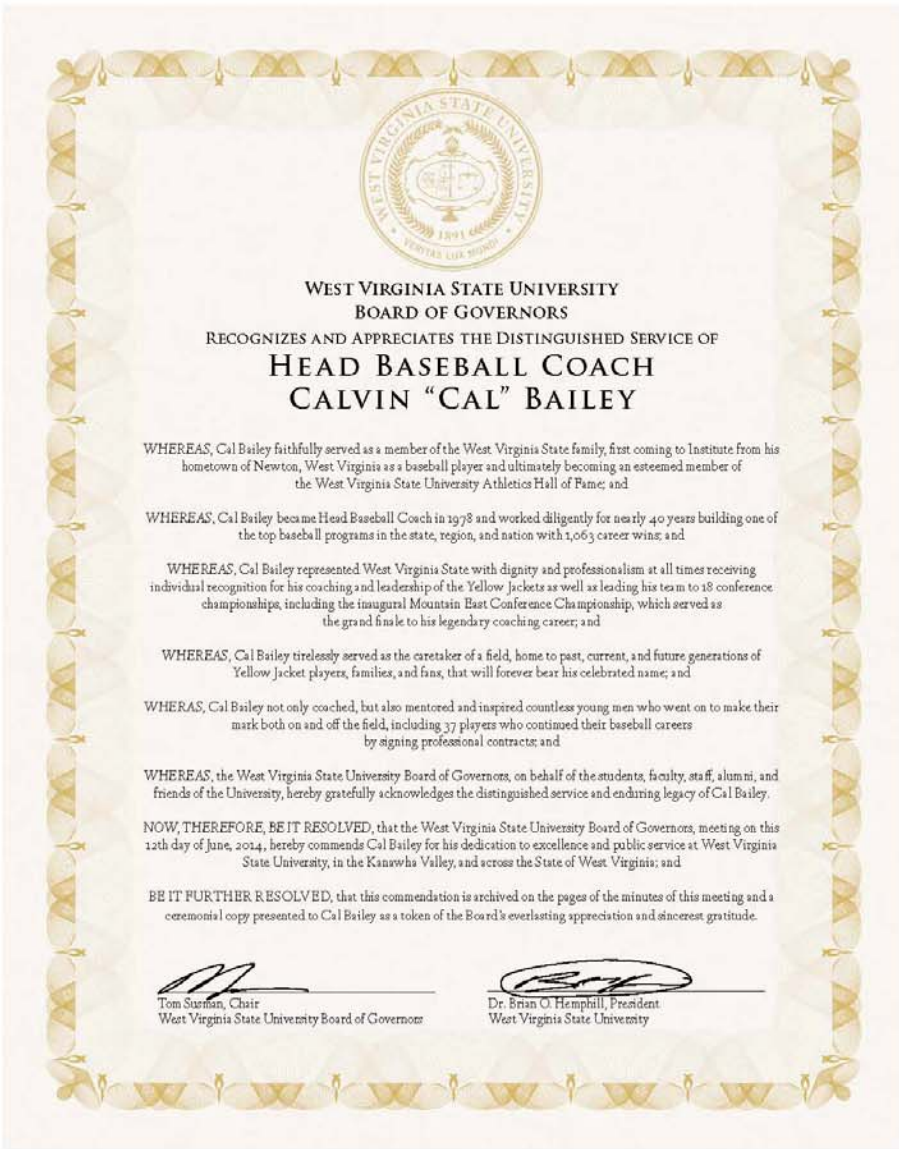 WEST VIRGINIA STATE UNIVERSITY
1891
VERITAS LUX MUNDI
WEST VIRGINIA STATE UNIVERSITY
BOARD OF GOVERNORS
RECOGNIZES AND APPRECIATES THE DISTINGUISHED SERVICE OF
HEAD BASEBALL COACH
CALVIN “CAL” BAILEY
WHEREAS, Cal Bailey faithfully served as a member of the West Virginia State family, first coming to Institute from his
hometown of Newton, West Virginia as a baseball player and ultimately becoming an esteemed member of
the West Virginia State University Athletics Hall of Fame; and
WHEREAS, Cal Bailey became Head Baseball Coach in 1978 and worked diligently for nearly 40 years building one of
the top baseball programs in the state, region, and nation with 1,063 career wins; and
WHEREAS, Cal Bailey represented West Virginia State with dignity and professionalism at all times receiving
individual recognition for his coaching and leadership of the Yellow Jackets as well as leading his team to 18 conference
championships, including the inaugural Mountain East Conference Championship, which served as
the grand finale to his legendary coaching career; and
WHEREAS, Cal Bailey tirelessly served as the caretaker of a field, home to past, current, and future generations of
Yellow Jacket players, families, and fans, that will forever bear his celebrated name; and
WHERAS, Cal Bailey not only coached, but also mentored and inspired countless young men who went on to make their
mark both on and off the field, including 37 players who continued their baseball careers
by signing professional contracts; and
WHEREAS, the West Virginia State University Board of Governors, on behalf of the students, faculty, staff, alumni, and
friends of the University, hereby gratefully acknowledges the distinguished service and enduring legacy of Cal Bailey.
NOW, THEREFORE, BE IT RESOLVED, that the West Virginia State University Board of Governors, meeting on this
12th day of June, 2014, hereby commends Cal Bailey for his dedication to excellence and public service at West Virginia
State University, in the Kanawha Valley, and across the State of West Virginia; and
BE IT FURTHER RESOLVED, that this commendation is archived on the pages of the minutes of this meeting and a
ceremonial copy presented to Cal Bailey as a token of the Board's everlasting appreciation and sincerest gratitude.
Tom Susman, Chair
West Virginia State University Board of Governors
Dr. Brian O. Hemphill, President
West Virginia State University